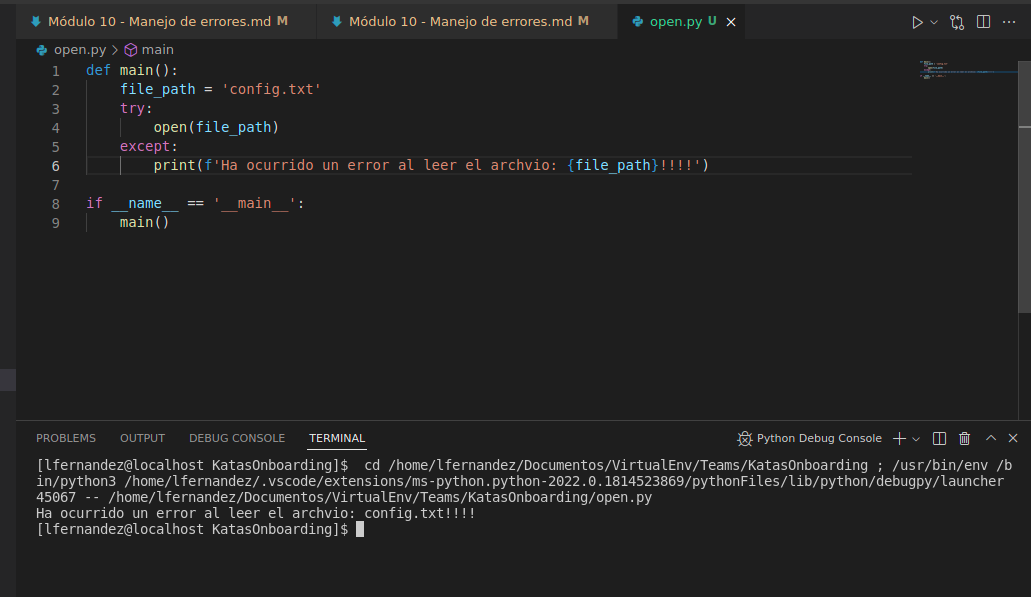 Módulo 10 - Manejo de errores.md M Módulo 10 - Manejo de errores.md M open.py U
open.py > main
1 def main():
2 file_path = 'config.txt'
3 try:
4 open(file_path)
5 except:
6 print(f'Ha ocurrido un error al leer el archvio: {file_path}!!!!')
7
8 if __name__ == '__main__':
9 main()
PROBLEMS OUTPUT DEBUG CONSOLE TERMINAL Python Debug Console
[lfernandez@localhost KatasOnboarding]$  cd /home/lfernandez/Documentos/VirtualEnv/Teams/KatasOnboarding ; /usr/bin/env /b
in/python3 /home/lfernandez/.vscode/extensions/ms-python.python-2022.0.1814523869/pythonFiles/lib/python/debugpy/launcher
45067 -- /home/lfernandez/Documentos/VirtualEnv/Teams/KatasOnboarding/open.py
Ha ocurrido un error al leer el archvio: config.txt!!!!
[lfernandez@localhost KatasOnboarding]$